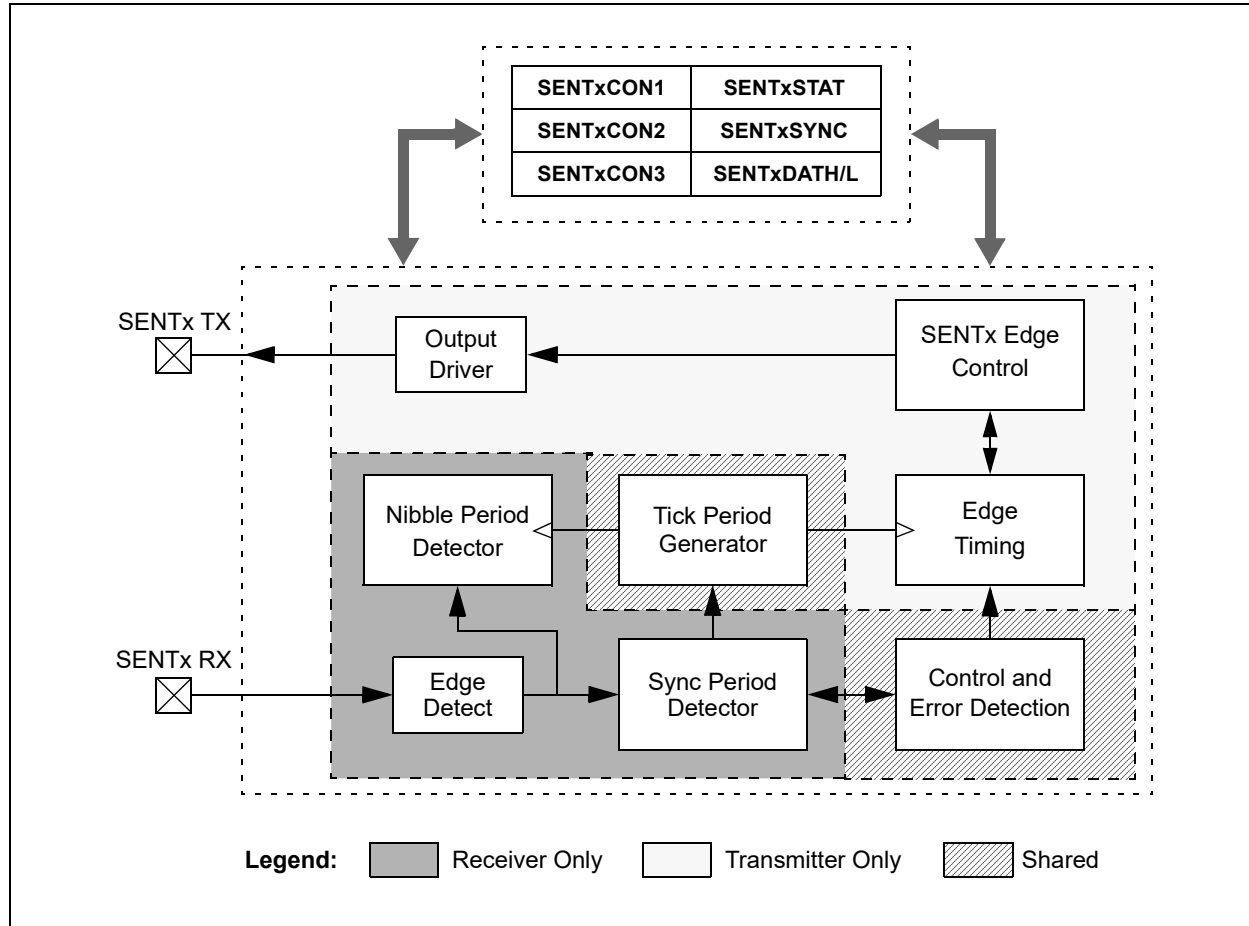 SENTxCON1 SENTxSTAT
SENTxCON2 SENTxSYNC
SENTxCON3 SENTxDATH/L
SENTx TX
Output
Driver
SENTx Edge
Control
Nibble Period
Detector
Tick Period
Generator
Edge
Timing
SENTx RX
Edge
Detect
Sync Period
Detector
Control and
Error Detection
Legend: Receiver Only Transmitter Only Shared